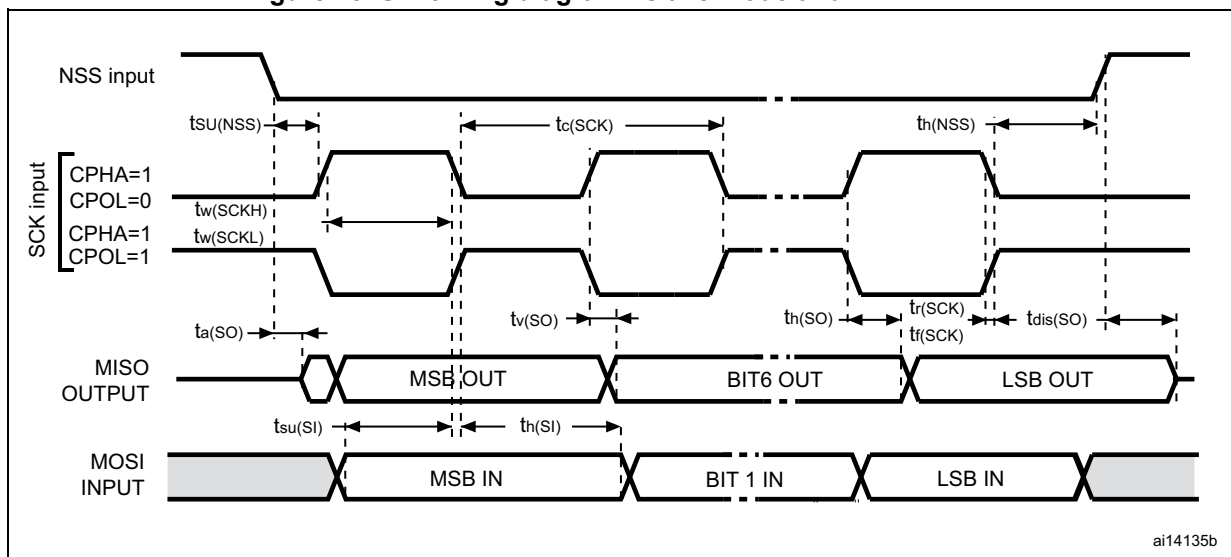 NSS input
tSU(NSS)
tc(SCK)
th(NSS)
SCK input
CPHA=1
CPOL=0
tw(SCKH)
CPHA=1
tw(SCKL)
CPOL=1
ta(SO)
tv(SO)
th(SO)
tr(SCK)
tf(SCK)
tdis(SO)
MISO
OUTPUT
MSB OUT
BIT6 OUT
LSB OUT
tsu(SI)
th(SI)
MOSI
INPUT
MSB IN
BIT 1 IN
LSB IN
ai14135b